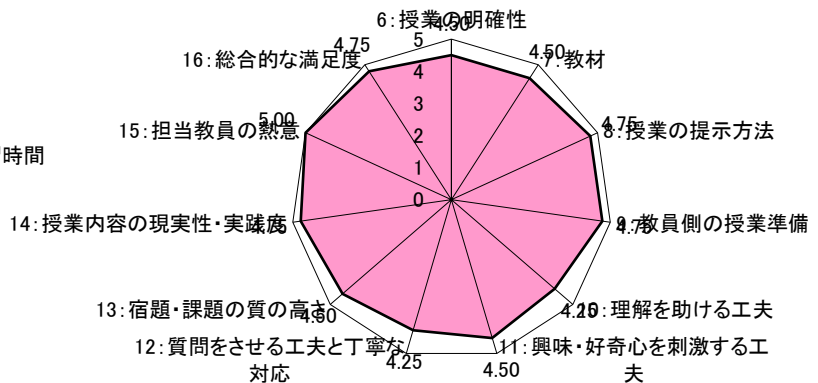 6:授業の明確性
4.50
7:教材
4.50
8:授業の提示方法
4.75
9:教員側の授業準備
4.75
10:理解を助ける工夫
4.25
11:興味・好奇心を刺激する工
夫
4.50
12:質問をさせる工夫と丁寧な
対応
4.25
13:宿題・課題の質の高さ
4.50
14:授業内容の現実性・実践度
4.75
15:担当教員の熱意
5.00
16:総合的な満足度
4.75
5
4
3
2
1
0
時間